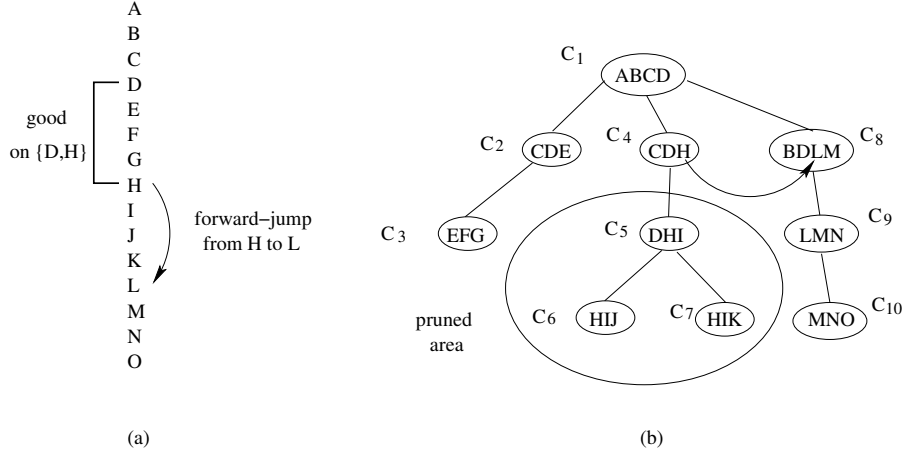 A
B
C
D
E
F
G
H
I
J
K
L
M
N
O
good
on {D,H}
forward−jump
from H to L
(a)
C1
ABCD
C2
CDE
C4
CDH
BDLM
C8
C3
EFG
C5
DHI
LMN
C9
C6
HIJ
C7
HIK
MNO
C10
pruned
area
(b)